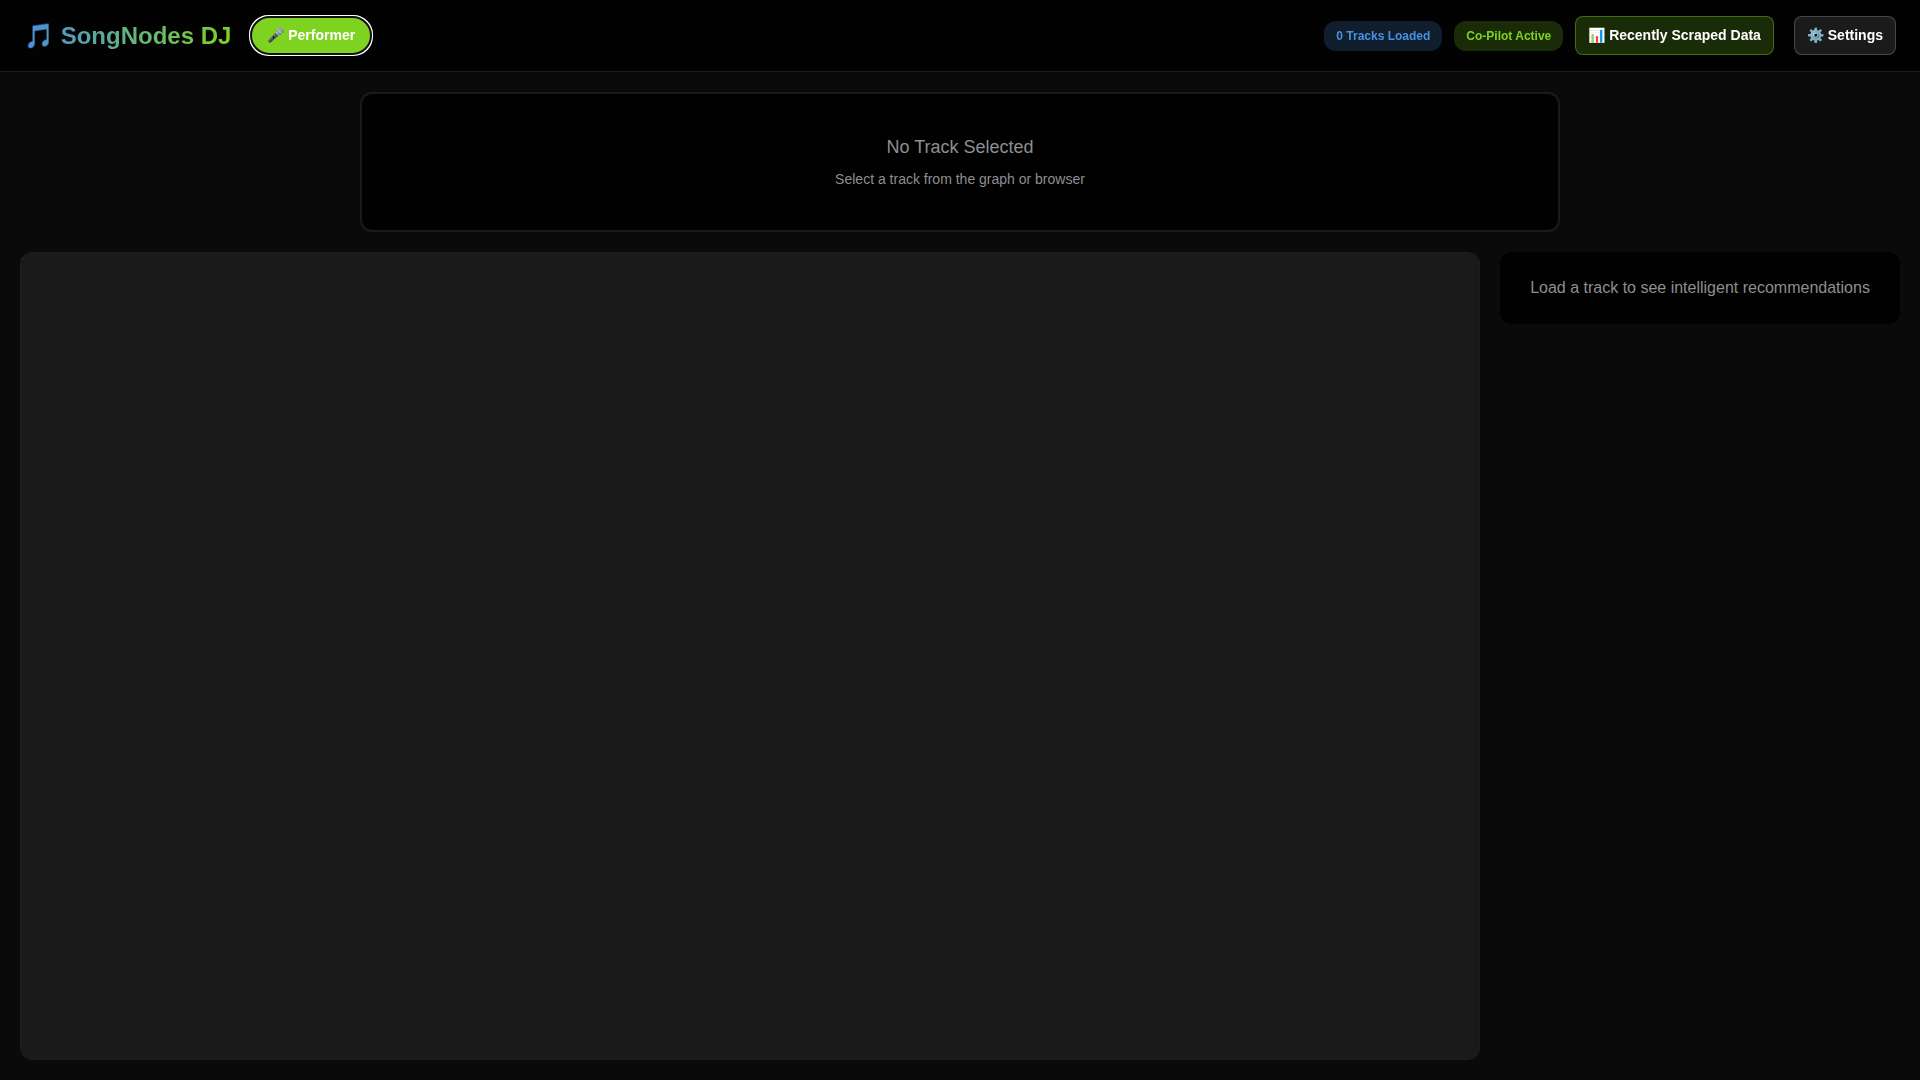 🎵 SongNodes DJ
🎤 Performer
0 Tracks Loaded
Co-Pilot Active
📊 Recently Scraped Data
⚙️ Settings
No Track Selected
Select a track from the graph or browser
Load a track to see intelligent recommendations